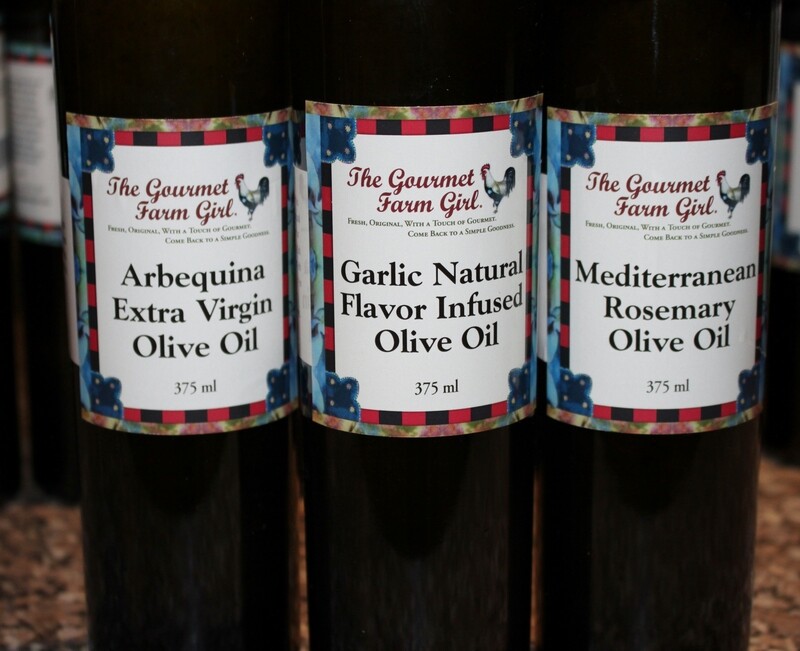 The Gourmet
Farm Girl.
Fresh, Original, With a Touch of Gourmet.
Come Back to a Simple Goodness.
Arbequina
Extra Virgin
Olive Oil
375 ml
The Gourmet
Farm Girl.
Fresh, Original, With a Touch of Gourmet.
Come Back to a Simple Goodness.
Garlic Natural
Flavor Infused
Olive Oil
375 ml
The Gourmet
Farm Girl.
Fresh, Original, With a Touch of Gourmet.
Come Back to a Simple Goodness.
Mediterranean
Rosemary
Olive Oil
375 ml